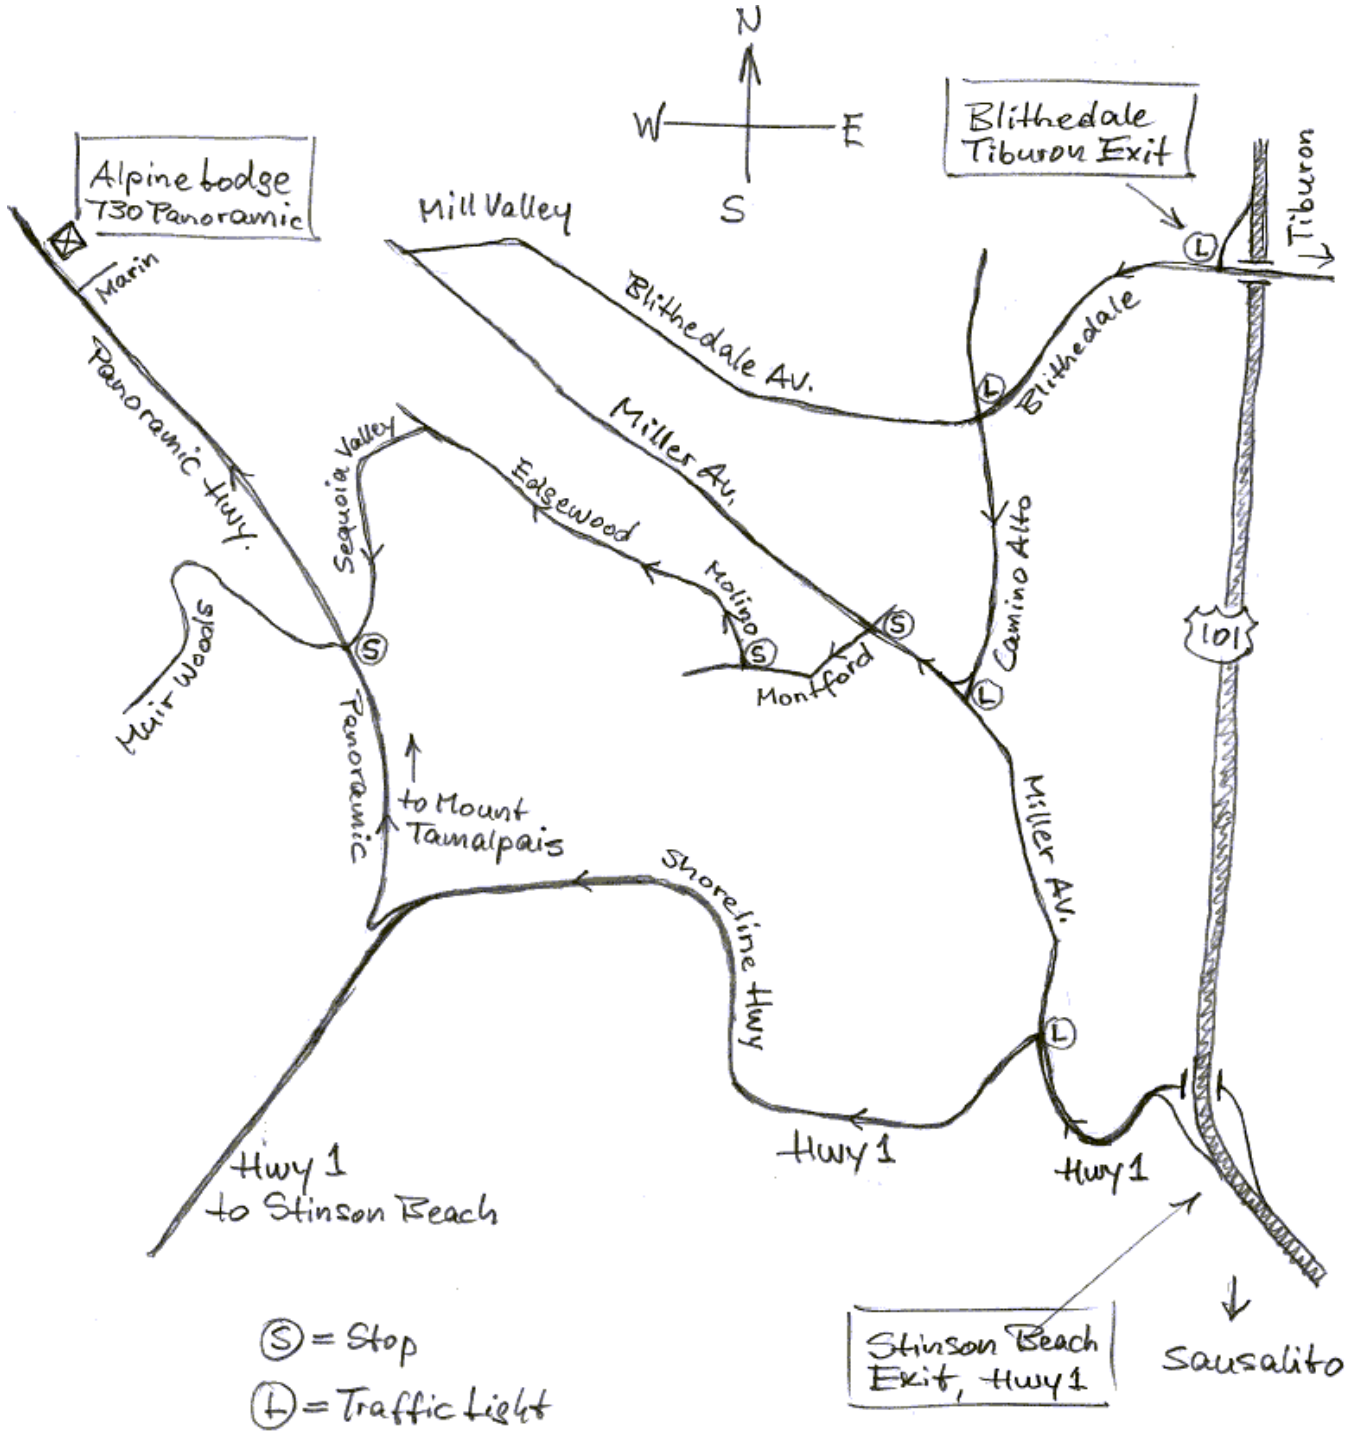 N
W E
S
Blithedale
Tiburon Exit
Tiburon
L
Alpine Lodge
730 Panoramic
Marin
Mill Valley
Blithedale Av.
Blithedale
L
Miller Av.
Panoramic Hwy.
Sequoia Valley
Edgewood
Molino
Camino Alto
S
S
Montford
L
101
Muir Woods
S
Panoramic
to Mount
Tamalpais
Miller Av.
Shoreline Hwy
L
Hwy 1
Hwy 1
Hwy 1
to Stinson Beach
Stinson Beach
Exit, Hwy 1
Sausalito
S = Stop
L = Traffic Light